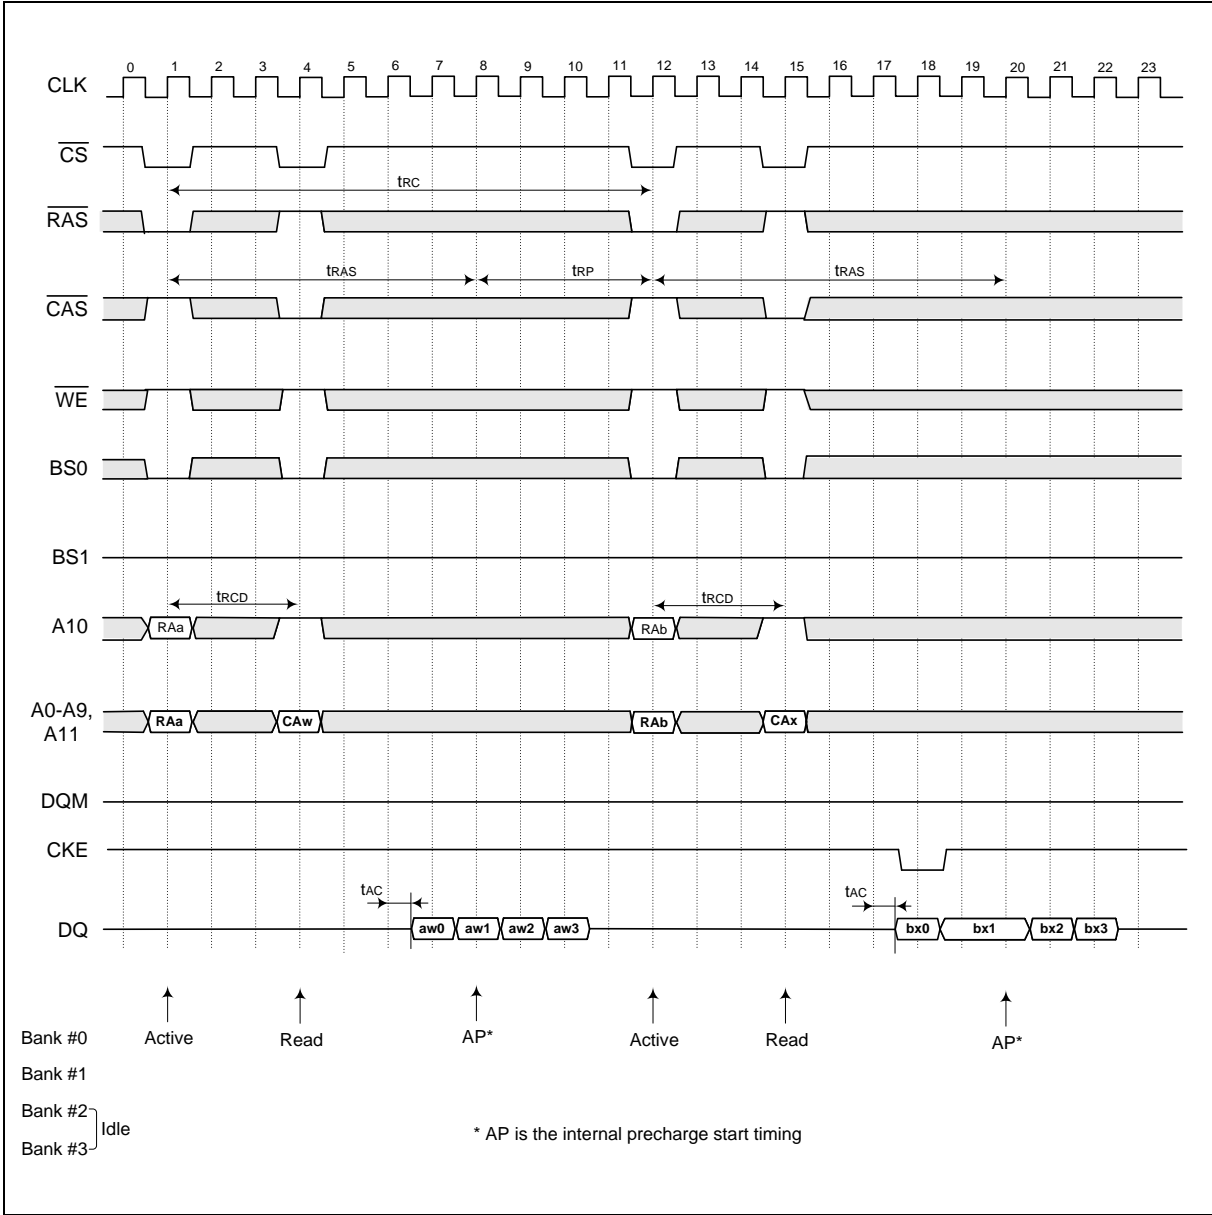 0 1 2 3 4 5 6 7 8 9 10 11 12 13 14 15 16 17 18 19 20 21 22 23
CLK
CS
tRC
RAS
tRAS tRP tRAS
CAS
WE
BS0
BS1
tRCD tRCD
A10 RAa RAb
A0-A9,
A11
RAa CAw RAb CAx
DQM
CKE
tAC tAC
DQ aw0 aw1 aw2 aw3 bx0 bx1 bx2 bx3
Bank #0 Active Read AP* Active Read AP*
Bank #1
Bank #2
Idle
Bank #3
* AP is the internal precharge start timing